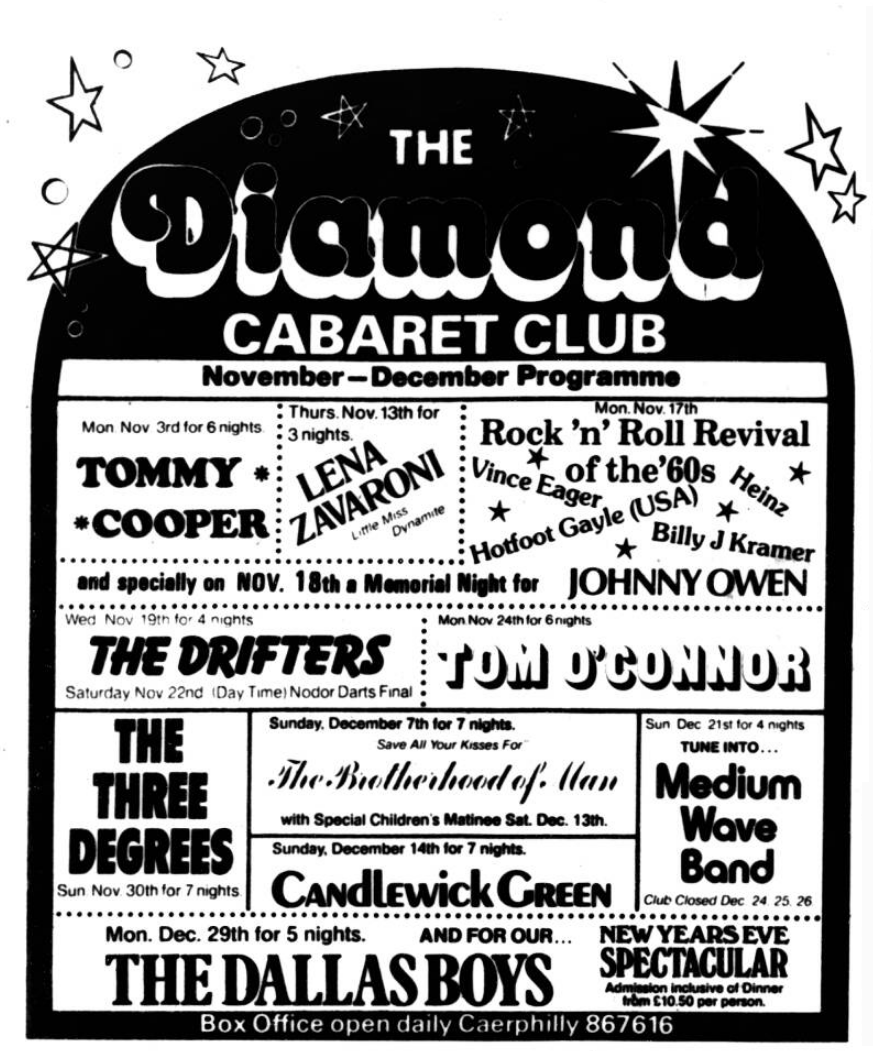 THE
Diamond
CABARET CLUB
November–December Programme
Mon. Nov. 3rd for 6 nights.
TOMMY
COOPER
Thurs. Nov. 13th for
3 nights.
LENA
ZAVARONI
Little Miss
Dynamite
Mon. Nov. 17th
Rock 'n' Roll Revival
of the '60s
Vince Eager
Heinz
Hotfoot Gayle (USA)
Billy J Kramer
and specially on NOV. 18th a Memorial Night for JOHNNY OWEN
Wed Nov 19th for 4 nights
THE DRIFTERS
Saturday Nov 22nd (Day Time) Nodor Darts Final
Mon Nov 24th for 6 nights
TOM O'CONNOR
THE
THREE
DEGREES
Sun. Nov. 30th for 7 nights.
Sunday, December 7th for 7 nights.
Save All Your Kisses For
The Brotherhood of Man
with Special Children's Matinee Sat. Dec. 13th.
Sunday, December 14th for 7 nights.
CANDLEWICK GREEN
Sun Dec 21st for 4 nights
TUNE INTO...
Medium
Wave
Band
Club Closed Dec. 24. 25. 26
Mon. Dec. 29th for 5 nights.
THE DALLAS BOYS
AND FOR OUR...
NEW YEARS EVE
SPECTACULAR
Admission inclusive of Dinner
from £10.50 per person.
Box Office open daily Caerphilly 867616